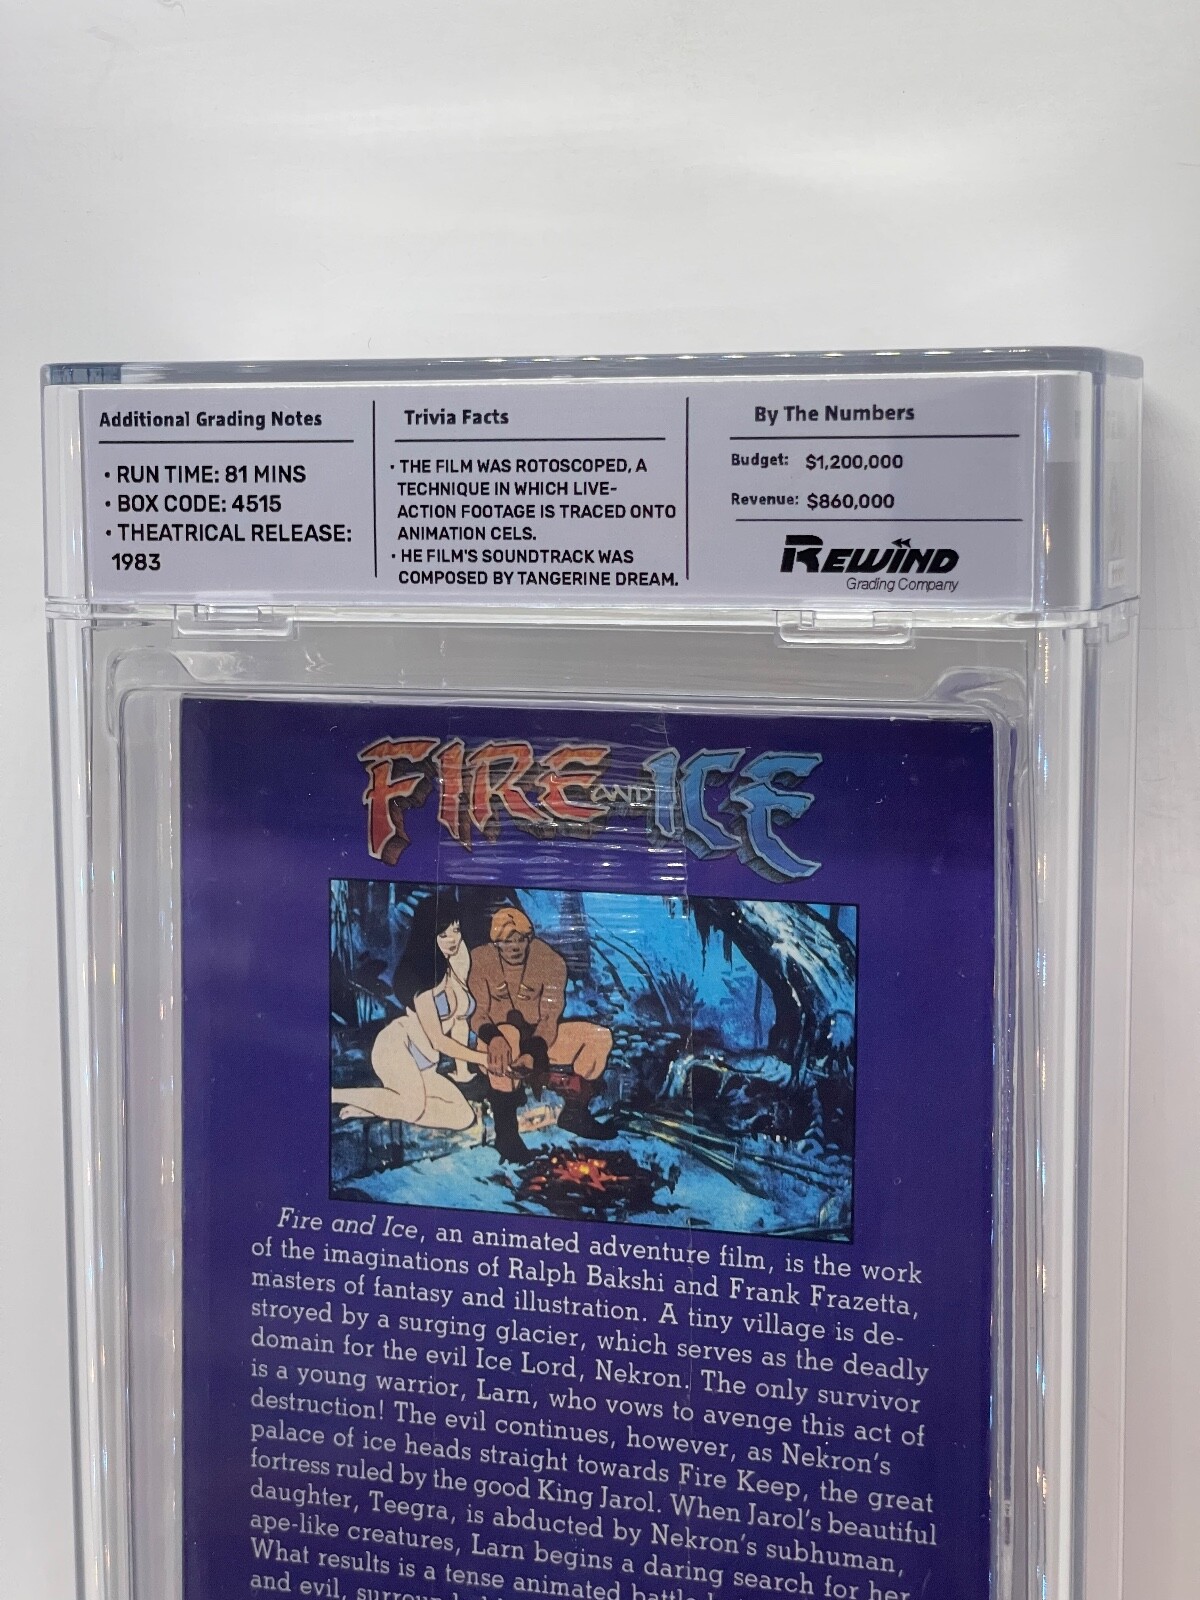 Additional Grading Notes
• RUN TIME: 81 MINS
• BOX CODE: 4515
• THEATRICAL RELEASE:
1983
Trivia Facts
• THE FILM WAS ROTOSCOPED, A
TECHNIQUE IN WHICH LIVE-
ACTION FOOTAGE IS TRACED ONTO
ANIMATION CELS.
• HE FILM'S SOUNDTRACK WAS
COMPOSED BY TANGERINE DREAM.
By The Numbers
Budget: $1,200,000
Revenue: $860,000
REWIND
Grading Company
FIRE AND ICE
Fire and Ice, an animated adventure film, is the work
of the imaginations of Ralph Bakshi and Frank Frazetta,
masters of fantasy and illustration. A tiny village is de-
stroyed by a surging glacier, which serves as the deadly
domain for the evil Ice Lord, Nekron. The only survivor
is a young warrior, Larn, who vows to avenge this act of
destruction! The evil continues, however, as Nekron's
palace of ice heads straight towards Fire Keep, the great
fortress ruled by the good King Jarol. When Jarol's beautiful
daughter, Teegra, is abducted by Nekron's subhuman,
ape-like creatures, Larn begins a daring search for her.
What results is a tense animated battle
and evil,